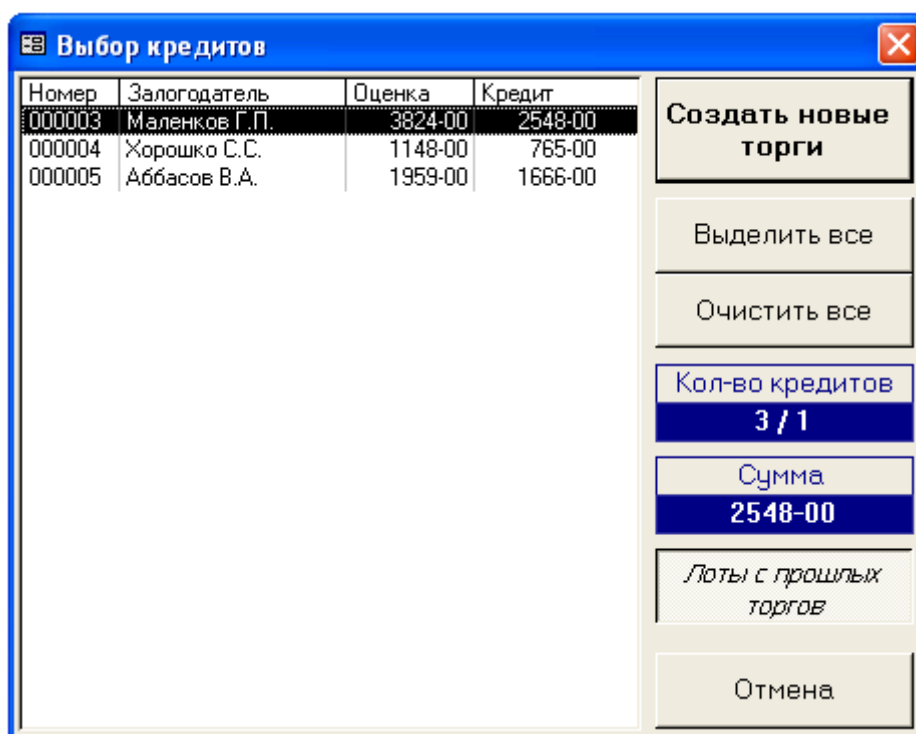 Выбор кредитов
Номер Залогодатель Оценка Кредит
000003 Маленков Г.П. 3824-00 2548-00
000004 Хорошко С.С. 1148-00 765-00
000005 Аббасов В.А. 1959-00 1666-00
Создать новые
торги
Выделить все
Очистить все
Кол-во кредитов
3 / 1
Сумма
2548-00
Лоты с прошлых
торгов
Отмена